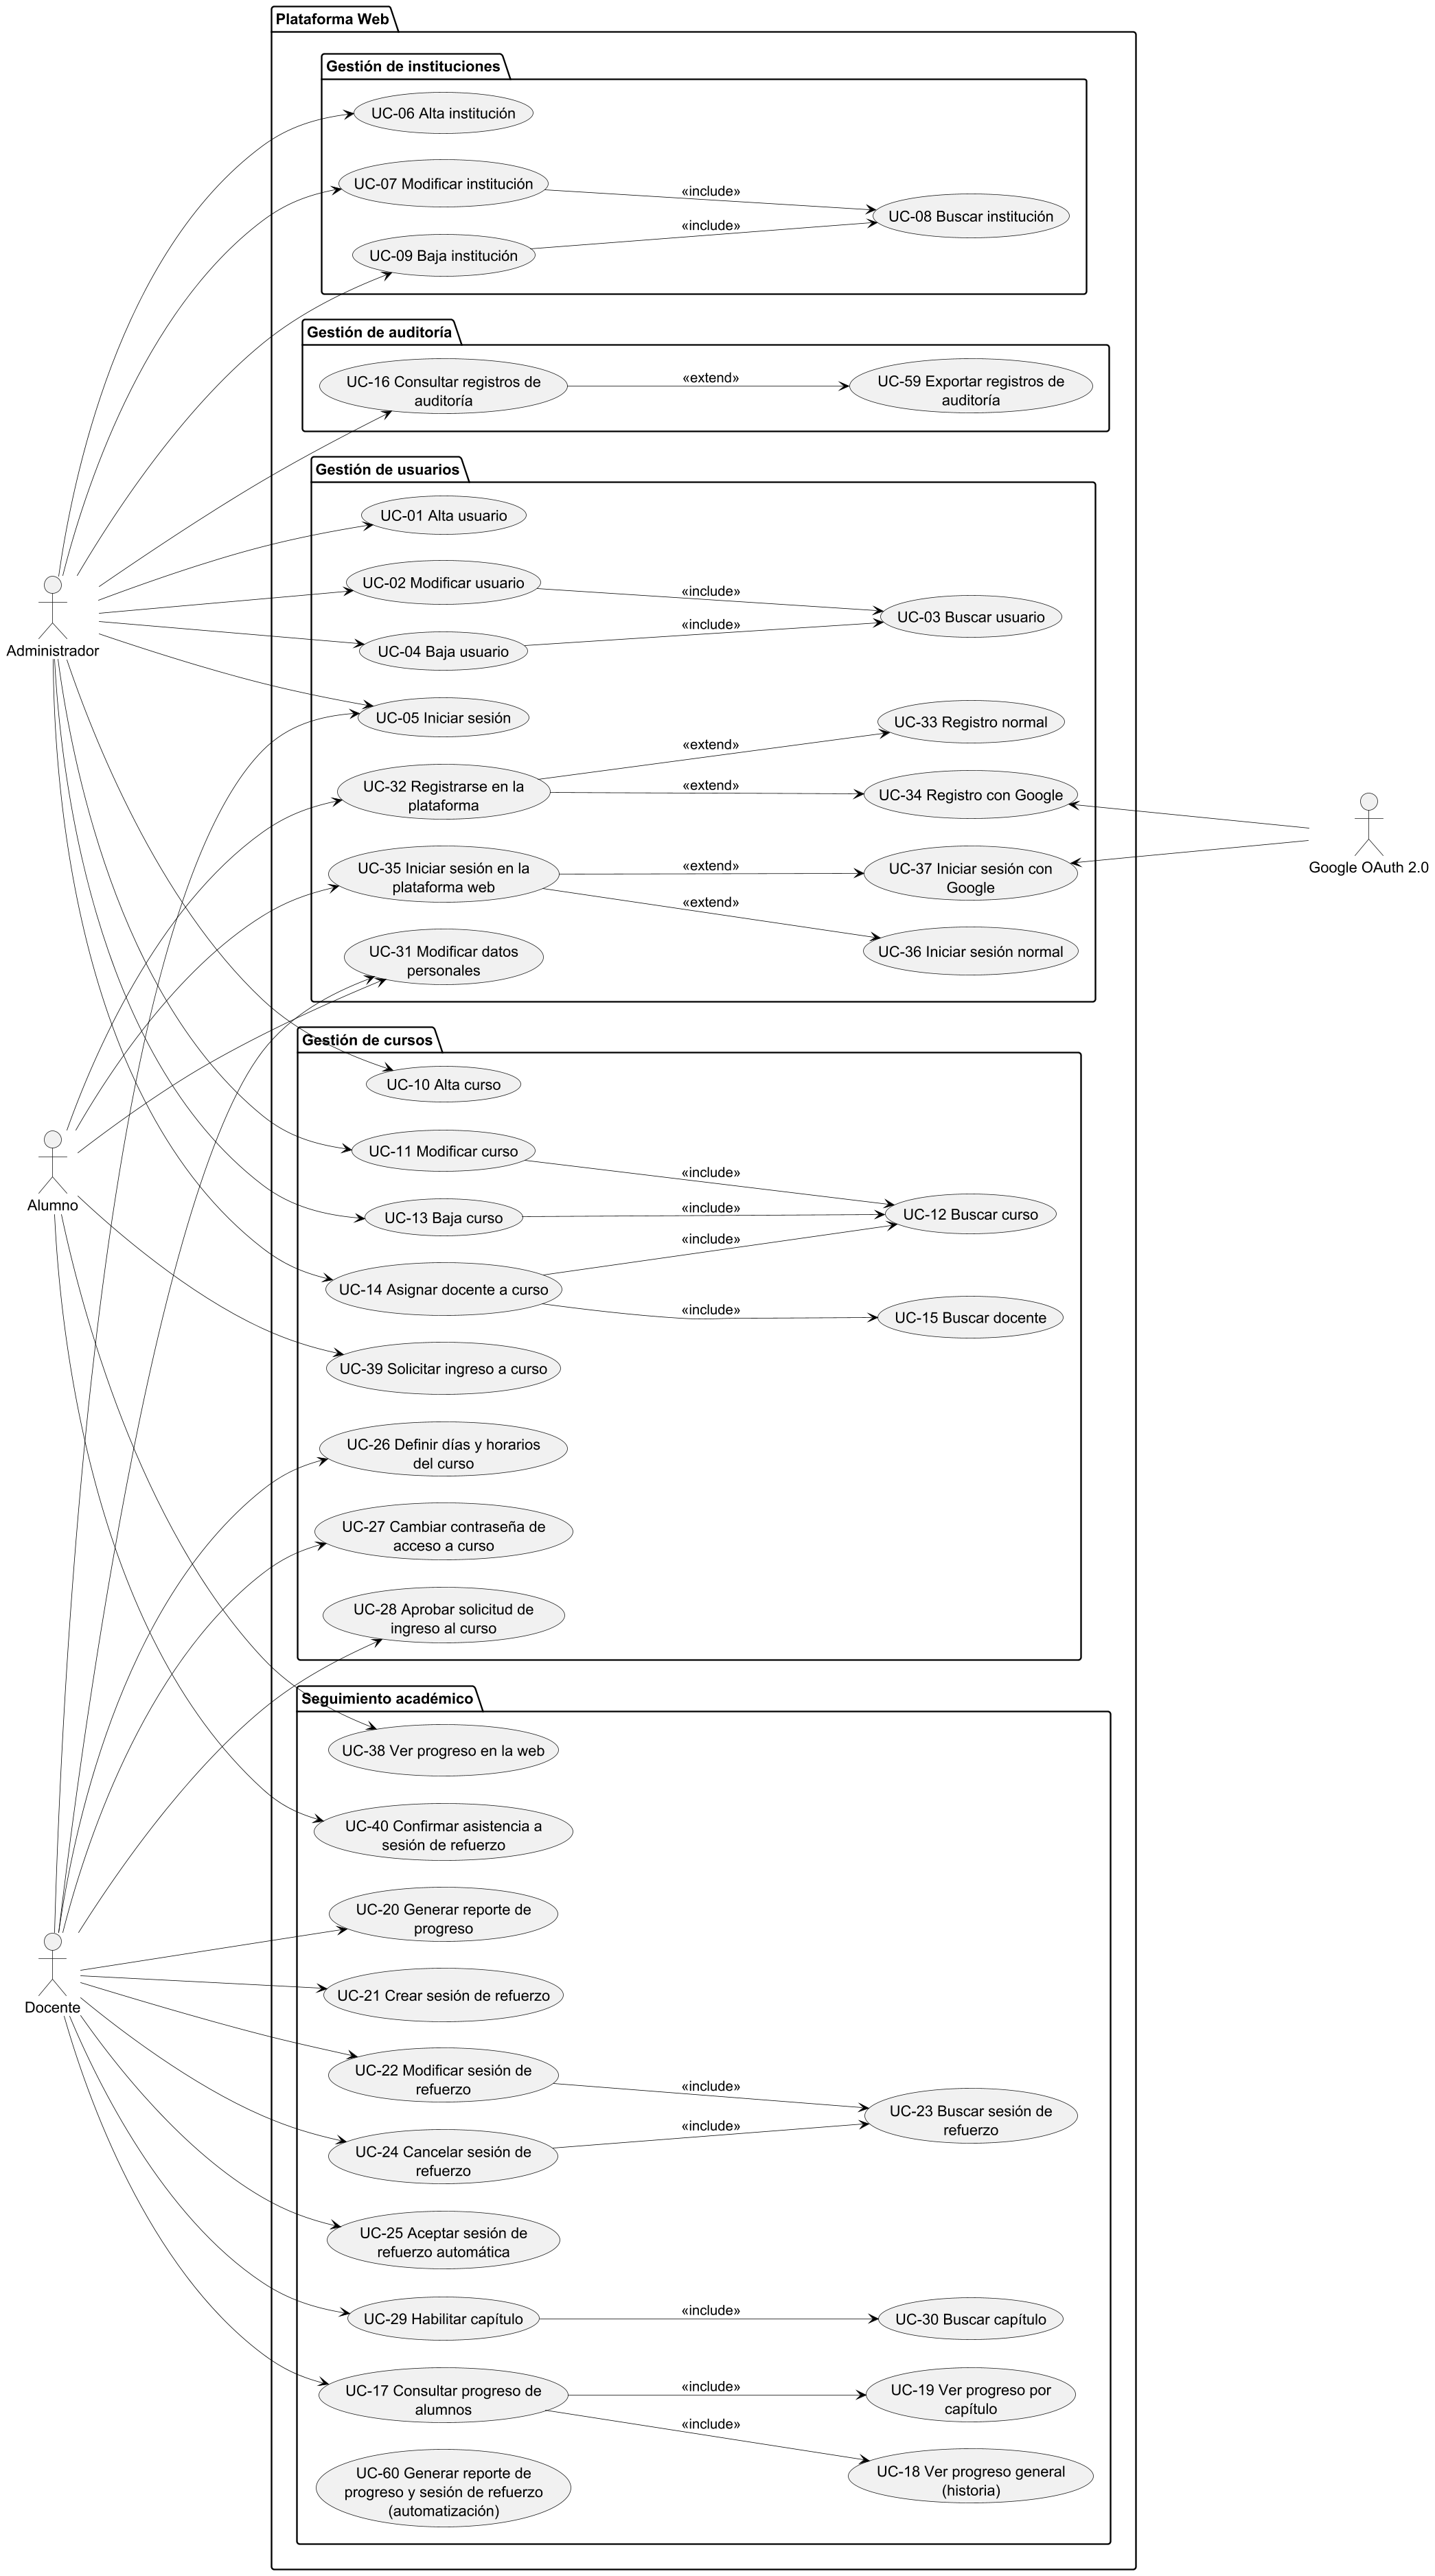 Plataforma Web
Gestión de instituciones
UC-06 Alta institución
UC-07 Modificar institución
«include»
UC-08 Buscar institución
«include»
UC-09 Baja institución
Gestión de auditoría
UC-16 Consultar registros de
auditoría
«extend»
UC-59 Exportar registros de
auditoría
Gestión de usuarios
UC-01 Alta usuario
UC-02 Modificar usuario
«include»
UC-03 Buscar usuario
«include»
UC-04 Baja usuario
Administrador
UC-05 Iniciar sesión
UC-33 Registro normal
«extend»
UC-32 Registrarse en la
plataforma
«extend»
UC-34 Registro con Google
UC-35 Iniciar sesión en la
plataforma web
«extend»
UC-37 Iniciar sesión con
Google
Google OAuth 2.0
«extend»
UC-36 Iniciar sesión normal
UC-31 Modificar datos
personales
Gestión de cursos
UC-10 Alta curso
UC-11 Modificar curso
«include»
Alumno
UC-13 Baja curso
«include»
UC-12 Buscar curso
«include»
UC-14 Asignar docente a curso
«include»
UC-15 Buscar docente
UC-39 Solicitar ingreso a curso
UC-26 Definir días y horarios
del curso
UC-27 Cambiar contraseña de
acceso a curso
UC-28 Aprobar solicitud de
ingreso al curso
Seguimiento académico
UC-38 Ver progreso en la web
UC-40 Confirmar asistencia a
sesión de refuerzo
UC-20 Generar reporte de
progreso
UC-21 Crear sesión de refuerzo
Docente
UC-22 Modificar sesión de
refuerzo
«include»
UC-23 Buscar sesión de
refuerzo
«include»
UC-24 Cancelar sesión de
refuerzo
UC-25 Aceptar sesión de
refuerzo automática
UC-29 Habilitar capítulo
«include»
UC-30 Buscar capítulo
UC-17 Consultar progreso de
alumnos
«include»
UC-19 Ver progreso por
capítulo
«include»
UC-18 Ver progreso general
(historia)
UC-60 Generar reporte de
progreso y sesión de refuerzo
(automatización)